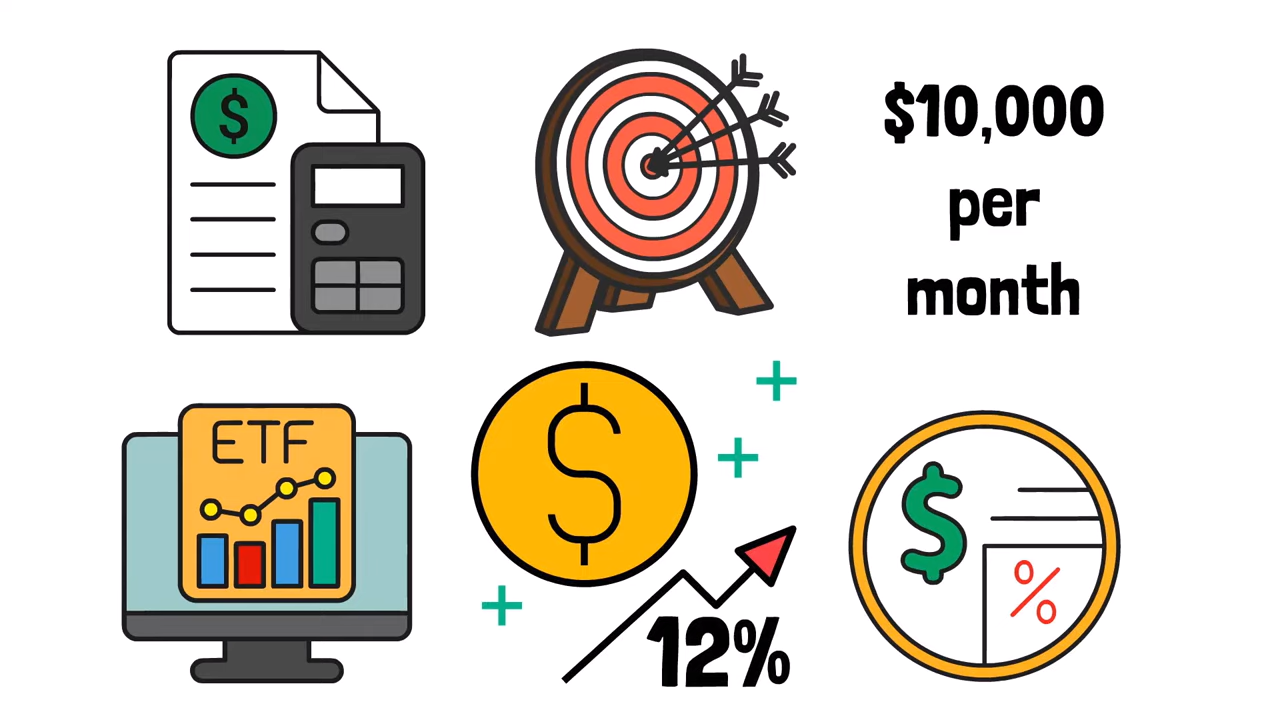 $
$10,000
per
month
ETF
$
12%
$
%